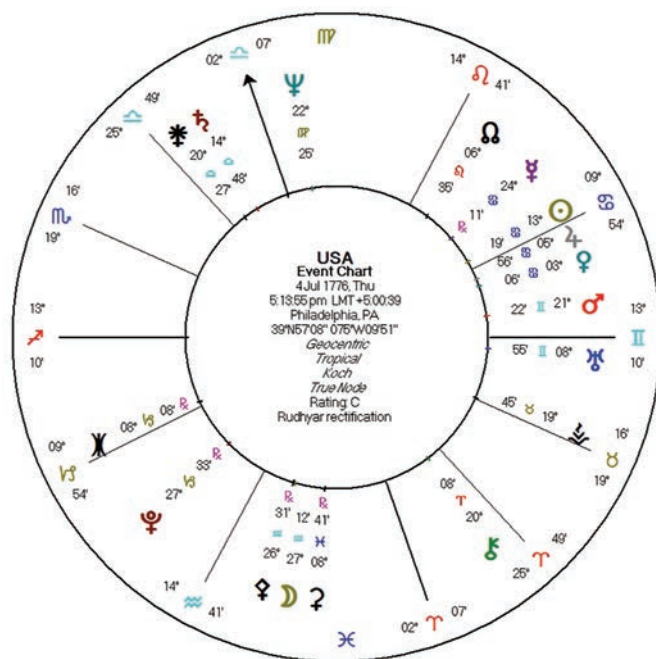 02° ♎ 07'
♍
14° ♌ 41'
25° ♎ 49'
⚵ 20° ♎ 27'
♄ 14° ♎ 48'
♆ 22° ♍ 25'
☊ 06° ♌ 35'
☿ 24° ♋ 11' ℞
☉ 13° ♋ 19'
♃ 05° ♋ 56'
♀ 03° ♋ 06'
09° ♋ 54'
16' ♏ 19°
♂ 21° ♊ 22'
13° ♐ 10'
13° ♊ 10'
♅ 08° ♊ 55'
USA
Event Chart
4 Jul 1776, Thu
5:13:55 pm LMT +5:00:39
Philadelphia, PA
39°N57'08" 075°W09'51"
Geocentric
Tropical
Koch
True Node
Rating: C
Rudhyar rectification
08° ♑ 08' ℞
09° ♑ 54'
⚶ 19° ♉ 45'
16' ♉ 19°
♇ 27° ♑ 33' ℞
⚷ 20° ♈ 08'
25° ♈ 49'
⚴ 26° ♒ 31' ℞
☽ 27° ♒ 12'
⚳ 08° ♓ 41' ℞
14° ♒ 41'
♓
02° ♈ 07'